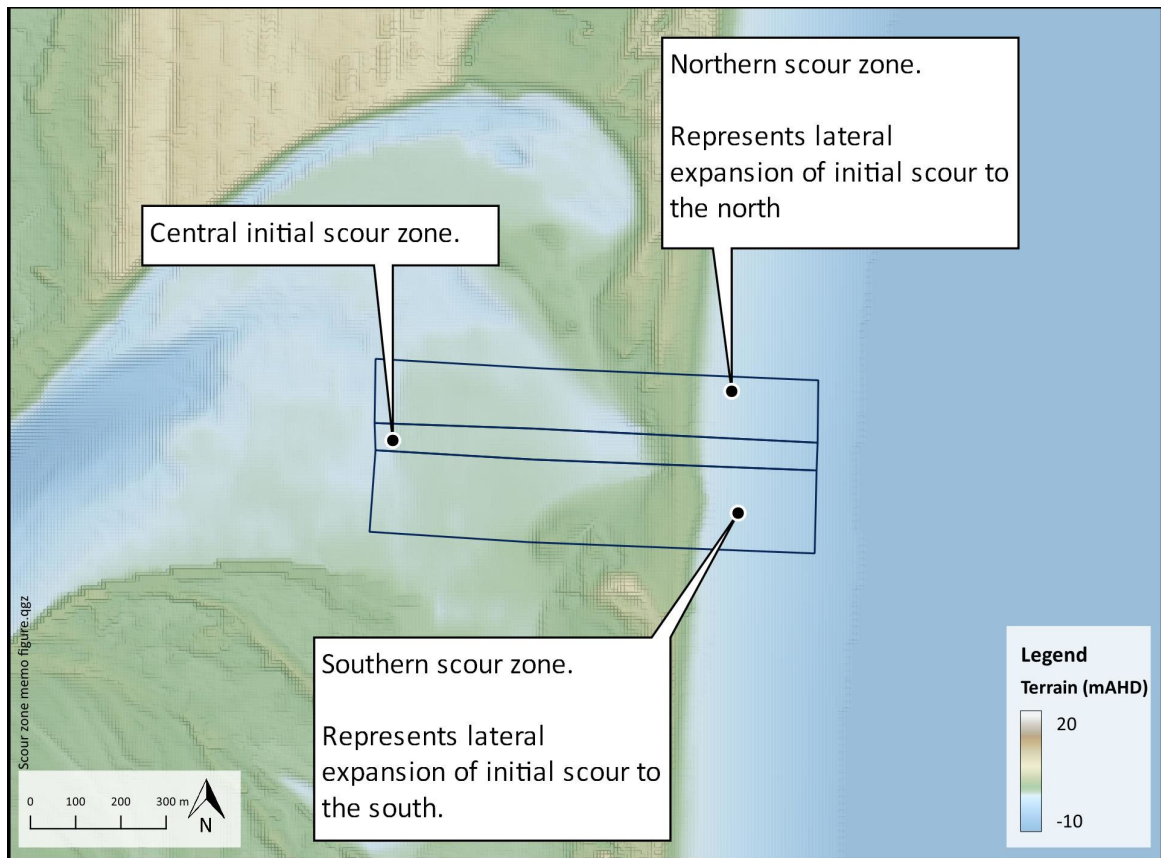 Northern scour zone.
Represents lateral
expansion of initial scour to
the north
Central initial scour zone.
Southern scour zone.
Represents lateral
expansion of initial scour to
the south.
Scour zone memo figure.qgz
0 100 200 300 m
N
Legend
Terrain (mAHD)
20
-10